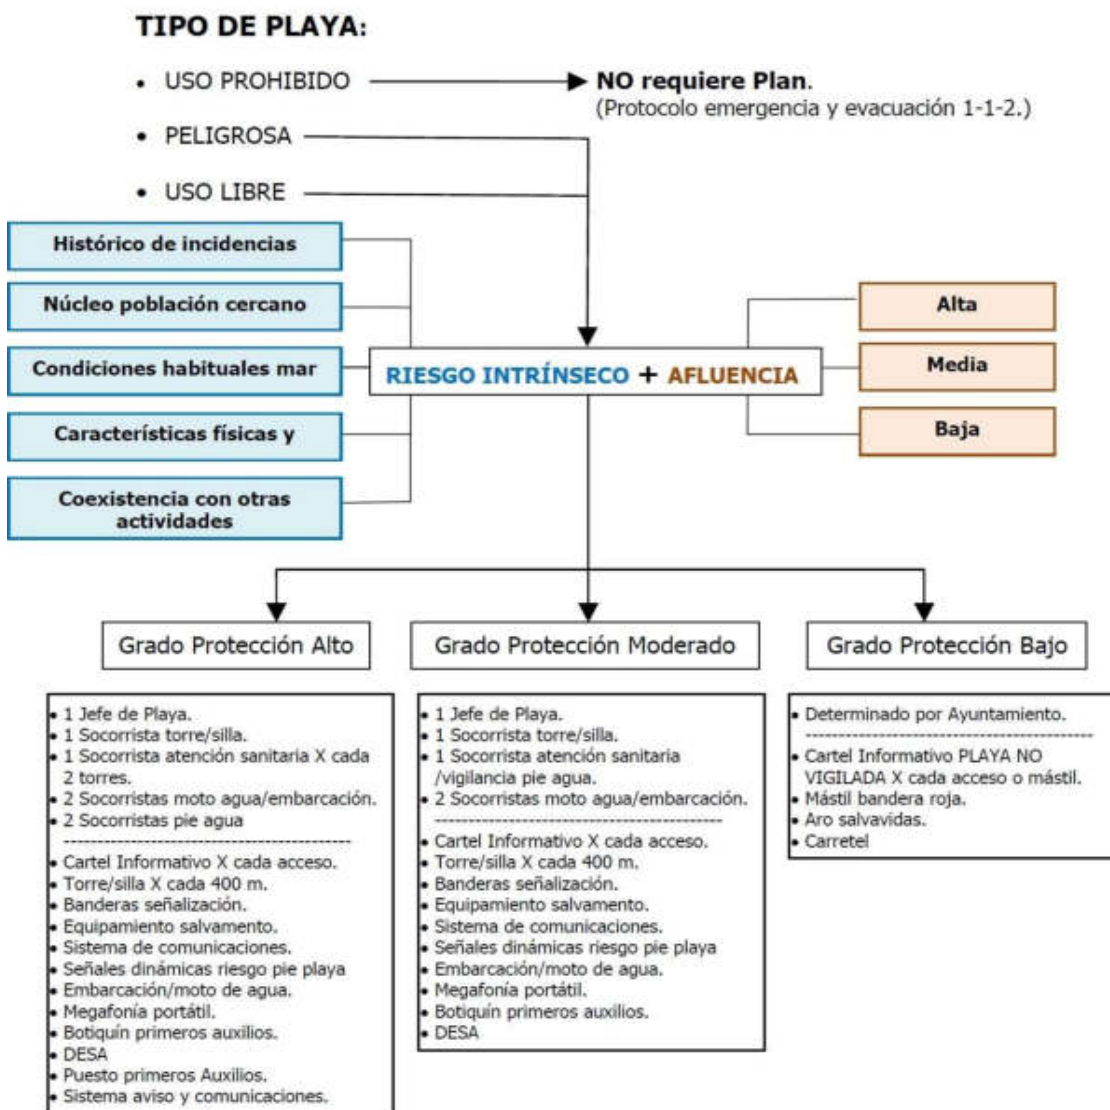 TIPO DE PLAYA:
• USO PROHIBIDO
NO requiere Plan.
(Protocolo emergencia y evacuación 1-1-2.)
• PELIGROSA
• USO LIBRE
Histórico de incidencias
Núcleo población cercano
Condiciones habituales mar
Características físicas y
Coexistencia con otras
actividades
RIESGO INTRÍNSECO + AFLUENCIA
Alta
Media
Baja
Grado Protección Alto
• 1 Jefe de Playa.
• 1 Socorrista torre/silla.
• 1 Socorrista atención sanitaria X cada
2 torres.
• 2 Socorristas moto agua/embarcación.
• 2 Socorristas pie agua
----------------------------------------
• Cartel Informativo X cada acceso.
• Torre/silla X cada 400 m.
• Banderas señalización.
• Equipamiento salvamento.
• Sistema de comunicaciones.
• Señales dinámicas riesgo pie playa
• Embarcación/moto de agua.
• Megafonía portátil.
• Botiquín primeros auxilios.
• DESA
• Puesto primeros Auxilios.
• Sistema aviso y comunicaciones.
Grado Protección Moderado
• 1 Jefe de Playa.
• 1 Socorrista torre/silla.
• 1 Socorrista atención sanitaria
/vigilancia pie agua.
• 2 Socorristas moto agua/embarcación.
----------------------------------------
• Cartel Informativo X cada acceso.
• Torre/silla X cada 400 m.
• Banderas señalización.
• Equipamiento salvamento.
• Sistema de comunicaciones.
• Señales dinámicas riesgo pie playa
• Embarcación/moto de agua.
• Megafonía portátil.
• Botiquín primeros auxilios.
• DESA
Grado Protección Bajo
• Determinado por Ayuntamiento.
----------------------------------------
• Cartel Informativo PLAYA NO
VIGILADA X cada acceso o mástil.
• Mástil bandera roja.
• Aro salvavidas.
• Carretel